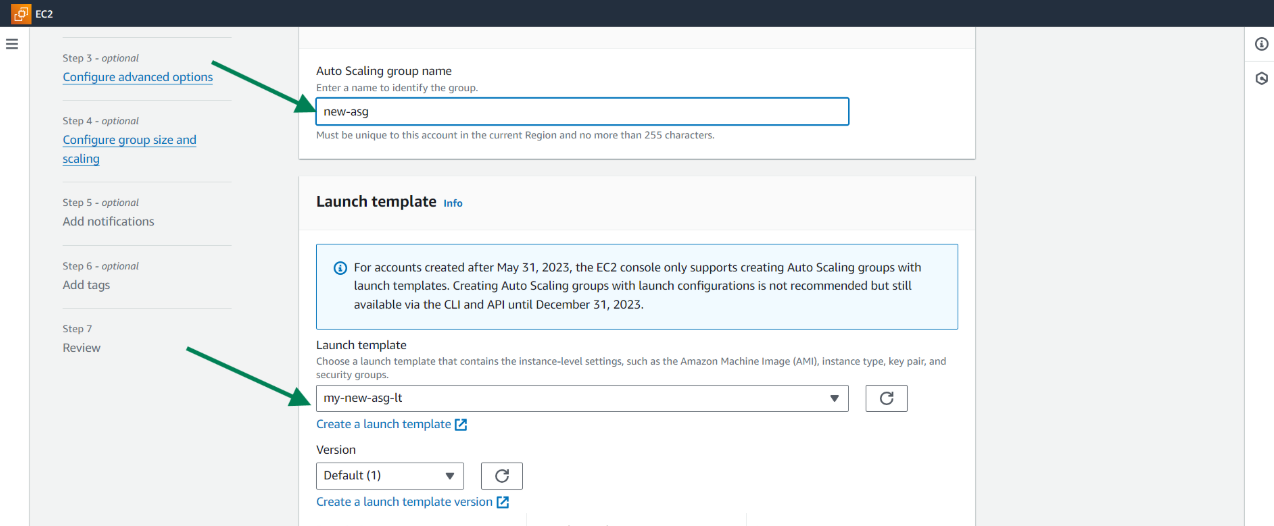 EC2
Step 3 - optional
Configure advanced options
Step 4 - optional
Configure group size and
scaling
Step 5 - optional
Add notifications
Step 6 - optional
Add tags
Step 7
Review
Auto Scaling group name
Enter a name to identify the group.
new-asg
Must be unique to this account in the current Region and no more than 255 characters.
Launch template Info
For accounts created after May 31, 2023, the EC2 console only supports creating Auto Scaling groups with
launch templates. Creating Auto Scaling groups with launch configurations is not recommended but still
available via the CLI and API until December 31, 2023.
Launch template
Choose a launch template that contains the instance-level settings, such as the Amazon Machine Image (AMI), instance type, key pair, and
security groups.
my-new-asg-lt
Create a launch template
Version
Default (1)
Create a launch template version